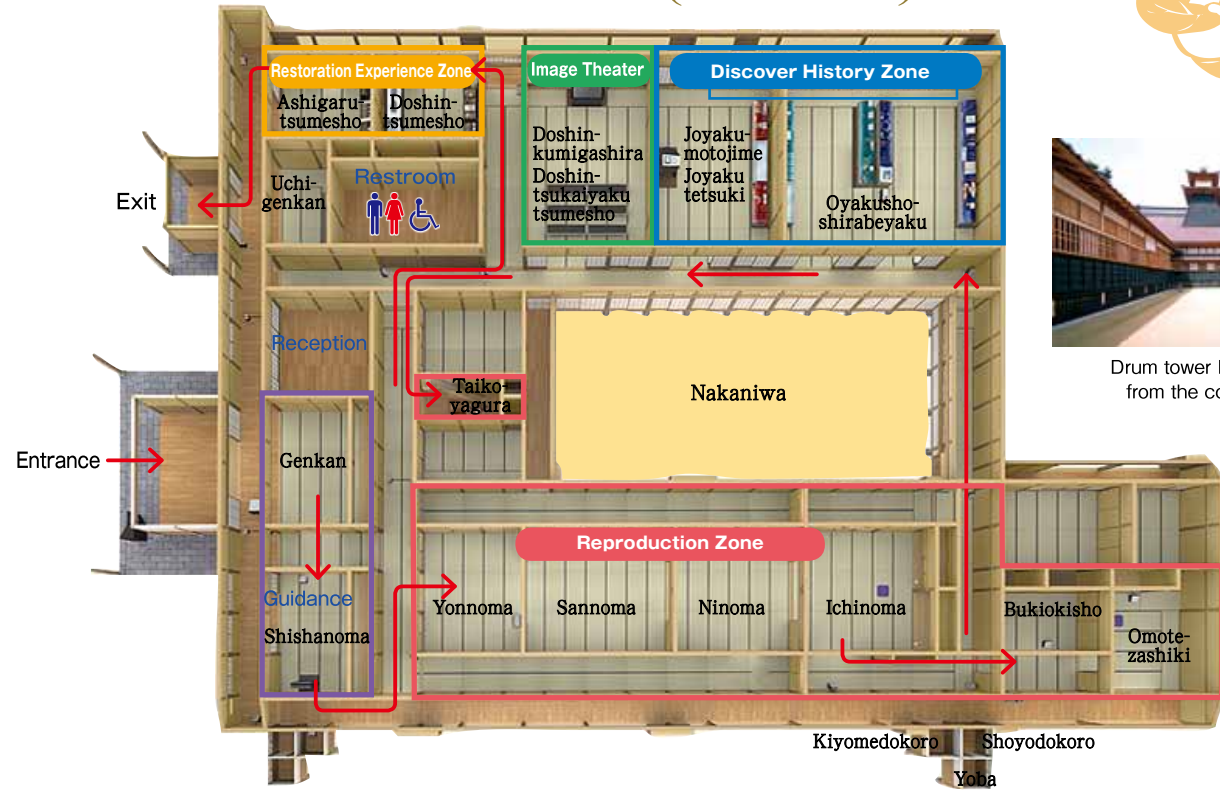 Restoration Experience Zone
Image Theater
Discover History Zone
Ashigaru-
tsumesho
Doshin-
tsumesho
Doshin-
kumigashira
Doshin-
tsukaiyaku
tsumesho
Joyaku-
motojime
Joyaku
tetsuki
Oyakusho-
shirabeyaku
Exit
Uchi-
genkan
Restroom
Reception
Taiko-
yagura
Nakaniwa
Drum tower
from the
Entrance
Genkan
Reproduction Zone
Guidance
Shishanoma
Yonnoma
Sannoma
Ninoma
Ichinoma
Bukiokisho
Omote-
zashiki
Kiyomedokoro
Shoyodokoro
Yoba